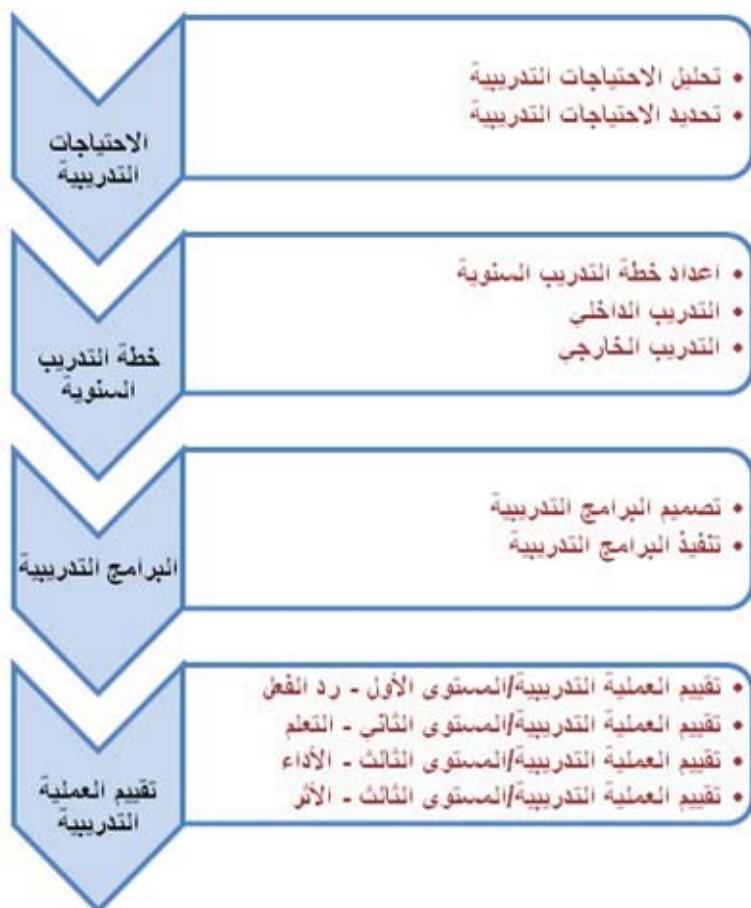 الاحتياجات
التدريبية
• تحليل الاحتياجات التدريبية
• تحديد الاحتياجات التدريبية
خطة التدريب
السنوية
• اعداد خطة التدريب السنوية
• التدريب الداخلي
• التدريب الخارجي
البرامج التدريبية
• تصميم البرامج التدريبية
• تنفيذ البرامج التدريبية
تقييم العملية
التدريبية
• تقييم العملية التدريبية/المستوى الأول - رد الفعل
• تقييم العملية التدريبية/المستوى الثاني - التعلم
• تقييم العملية التدريبية/المستوى الثالث - الأداء
• تقييم العملية التدريبية/المستوى الثالث - الأثر